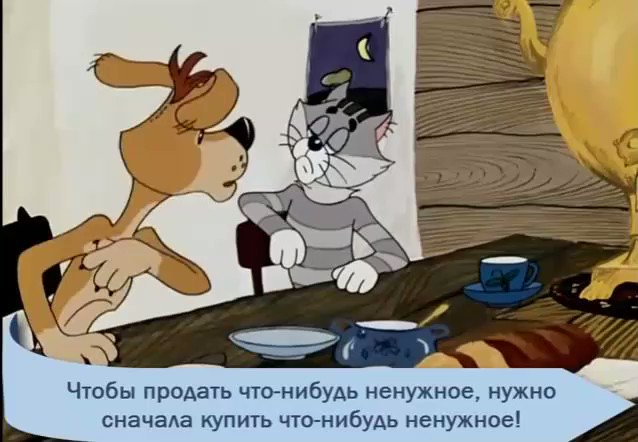 Чтобы продать что-нибудь ненужное, нужно
сначала купить что-нибудь ненужное!